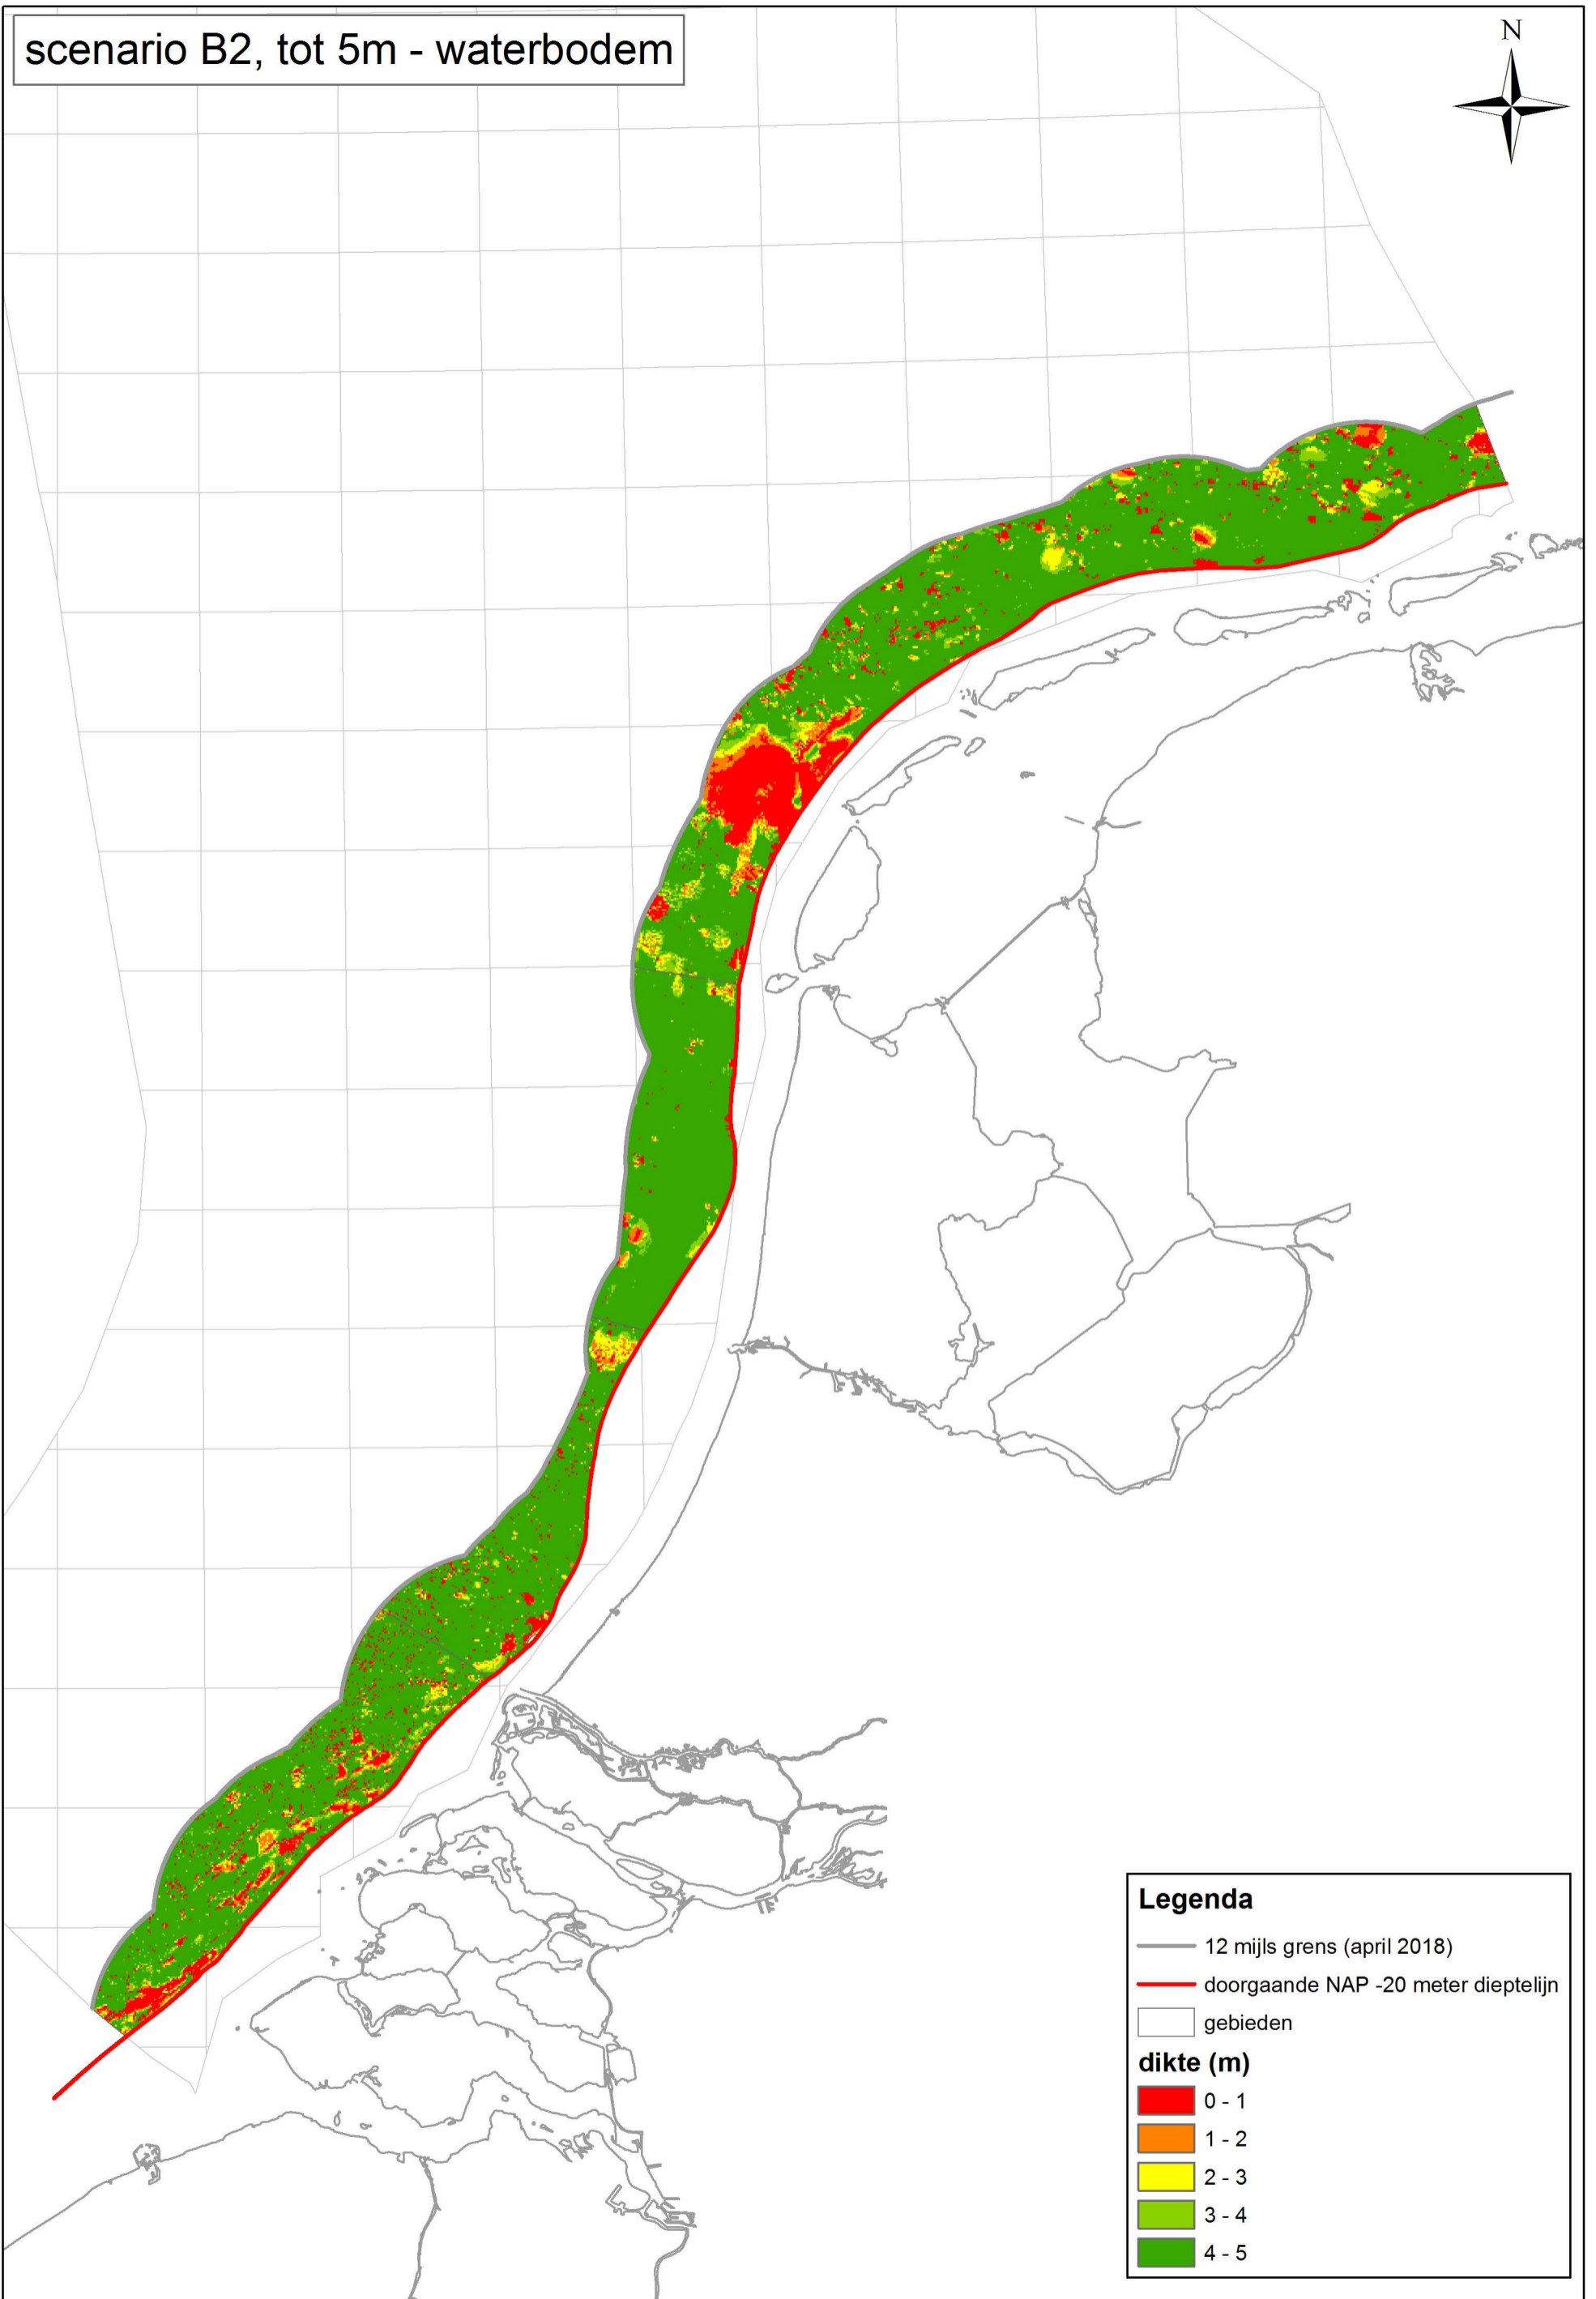 scenario B2, tot 5m - waterbodem
N
Legenda
12 mijls grens (april 2018)
doorgaande NAP -20 meter dieptelijn
gebieden
dikte (m)
0 - 1
1 - 2
2 - 3
3 - 4
4 - 5